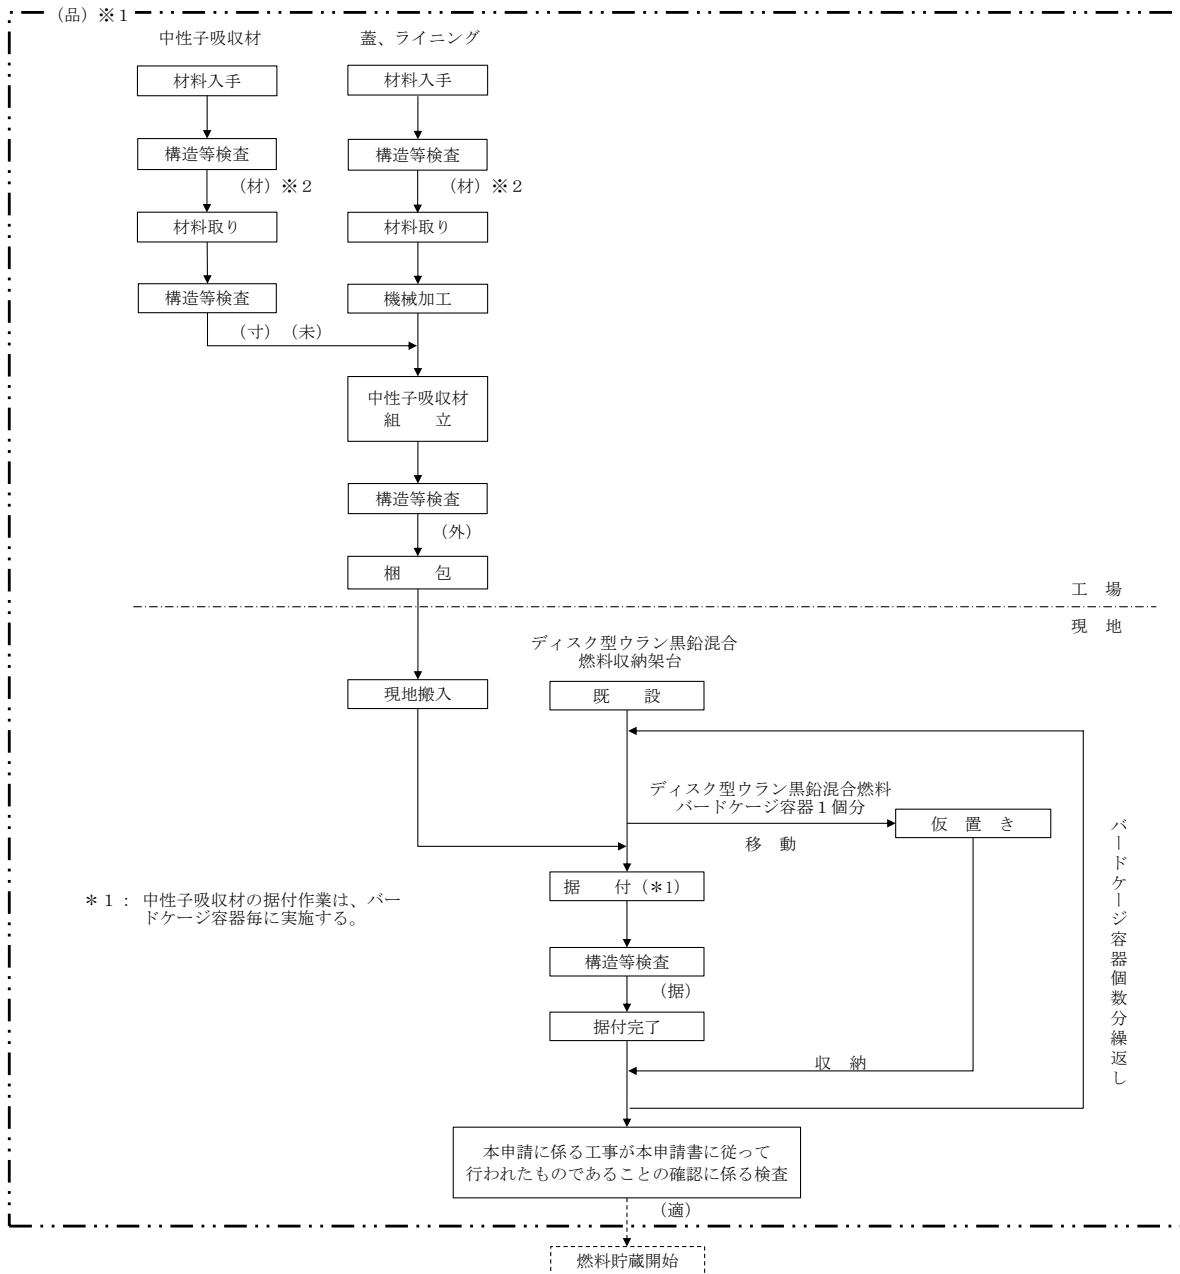 (品)※1
中性子吸収材
蓋、ライニング
材料入手
材料入手
構造等検査
構造等検査
(材)※2
(材)※2
材料取り
材料取り
構造等検査
機械加工
(寸)(未)
中性子吸収材
組 立
構造等検査
(外)
梱 包
工 場
現 地
ディスク型ウラン黒鉛混合
燃料収納架台
現地搬入
既 設
ディスク型ウラン黒鉛混合燃料
バードケージ容器1個分
仮 置 き
移 動
据 付(*1)
*1: 中性子吸収材の据付作業は、バー
ドケージ容器毎に実施する。
構造等検査
(据)
据付完了
収 納
バードケージ容器個数分繰返し
本申請に係る工事が本申請書に従って
行われたものであることの確認に係る検査
(適)
燃料貯蔵開始